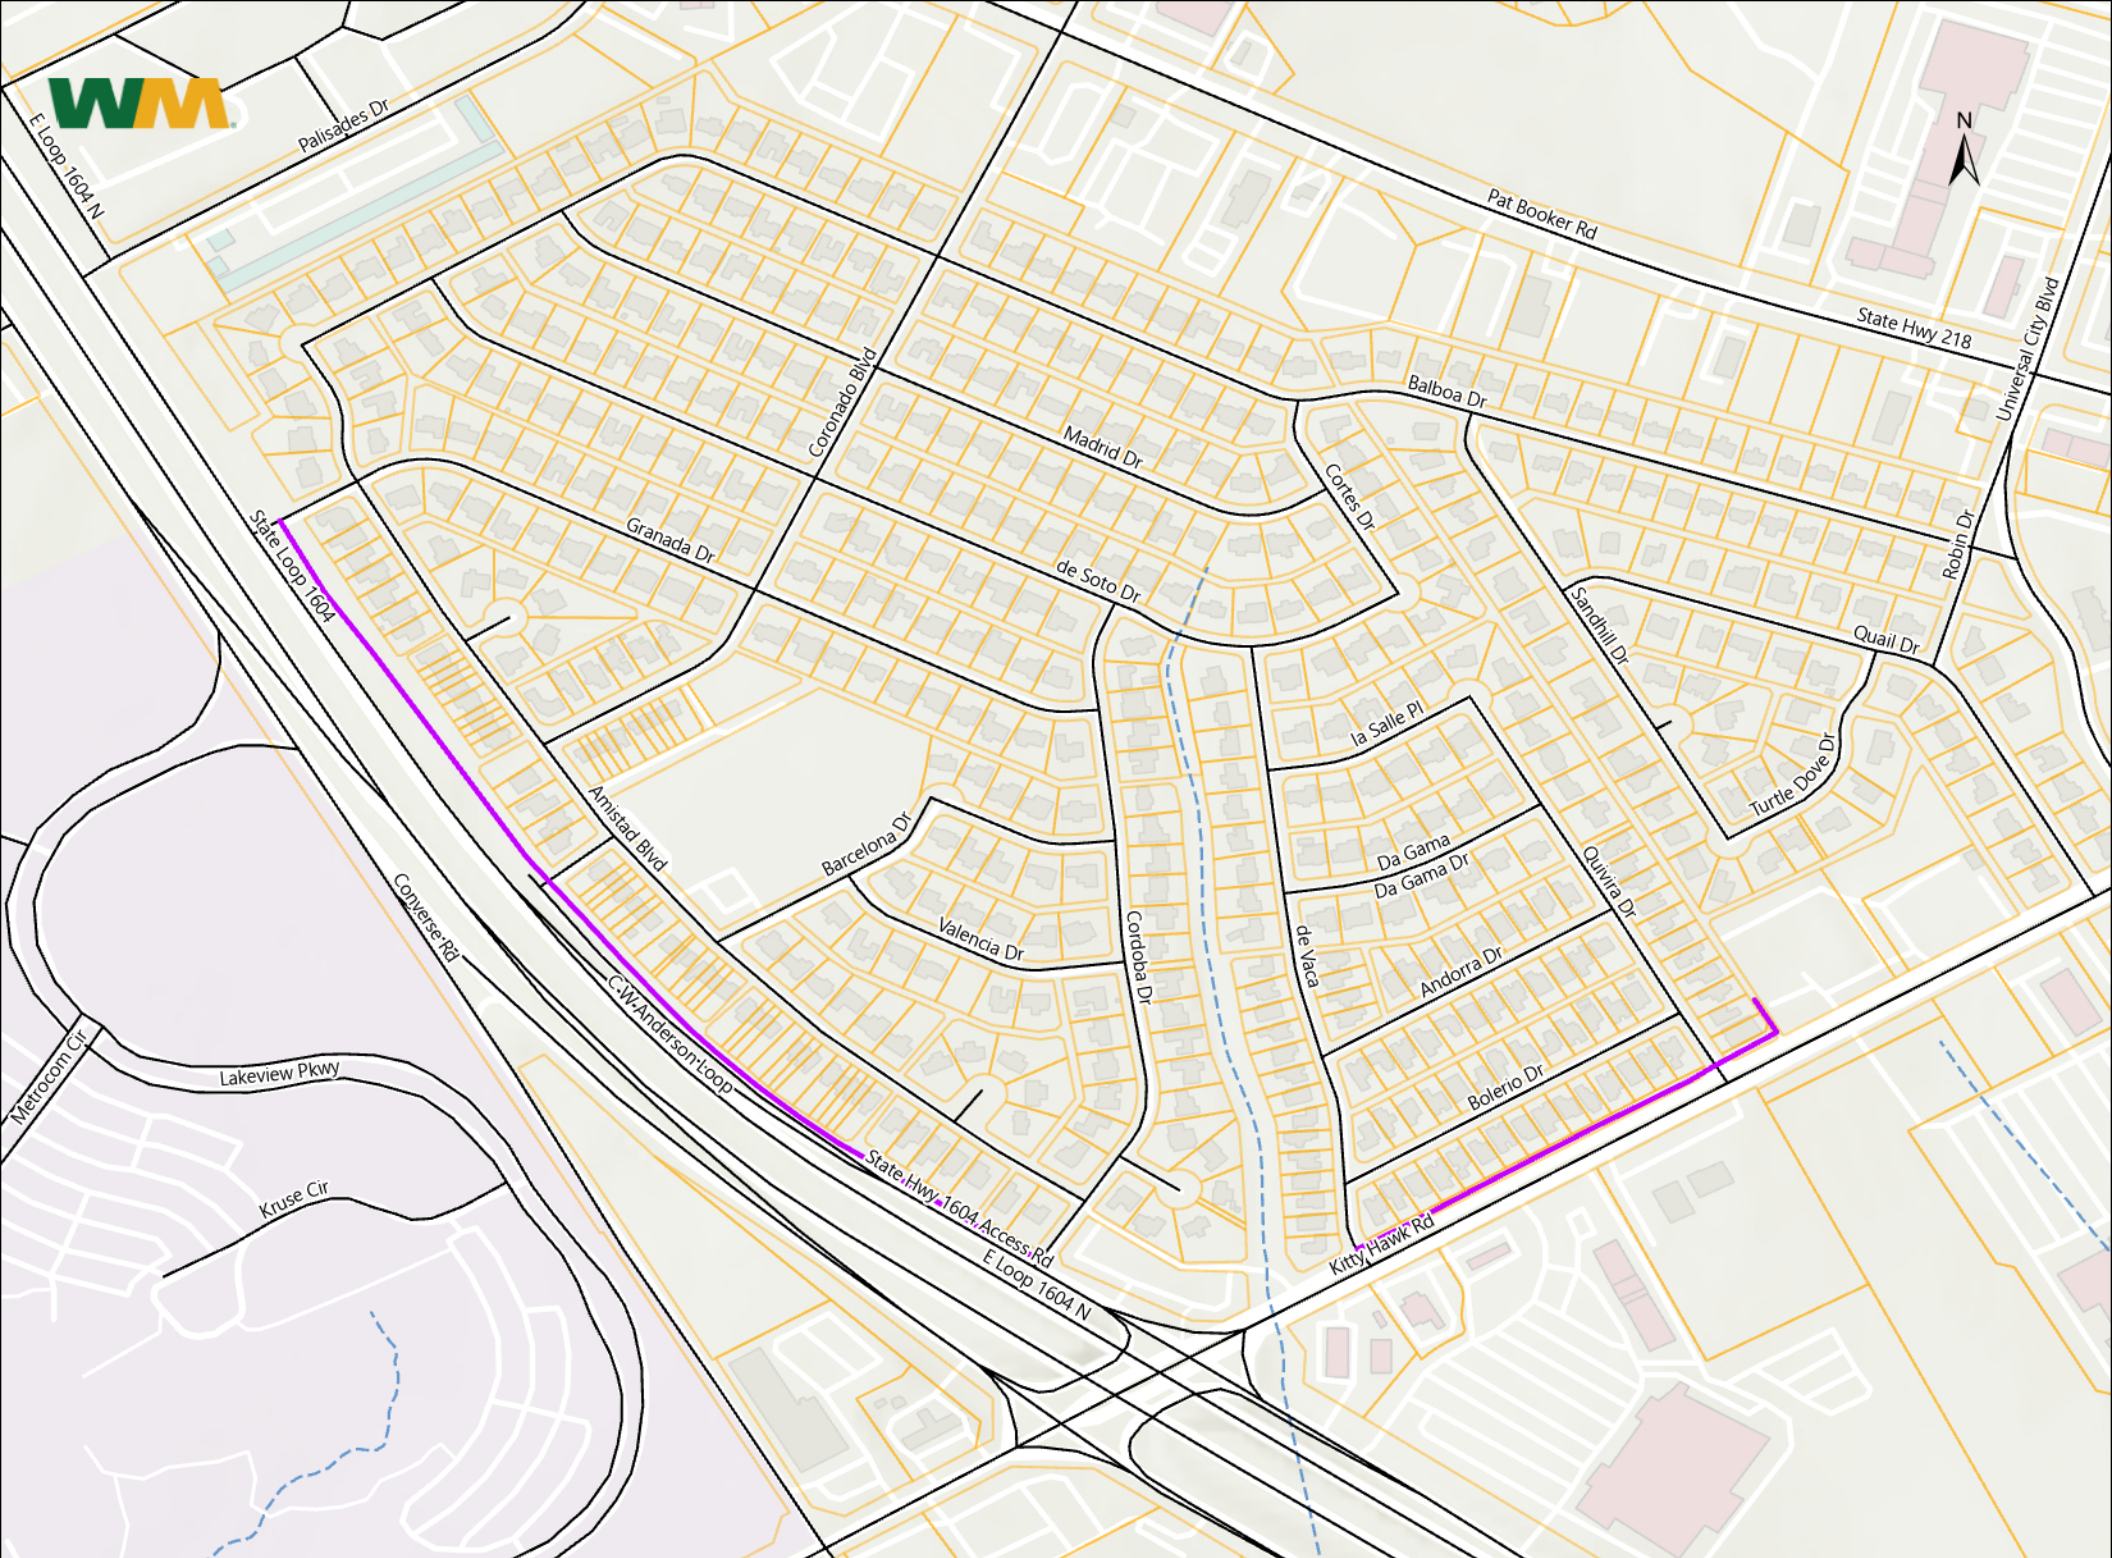 WM
E Loop 1604 N
Palisades Dr
N
Pat Booker Rd
State Hwy 218
Universal City Blvd
Coronado Blvd
Balboa Dr
Madrid Dr
Cortes Dr
State Loop 1604
Granada Dr
de Soto Dr
Robin Dr
Sandhill Dr
Quail Dr
la Salle Pl
Turtle Dove Dr
Amistad Blvd
Barcelona Dr
Da Gama
Da Gama Dr
Quivira Dr
Converse Rd
Valencia Dr
Cordoba Dr
de Vaca
Andorra Dr
C W Anderson Loop
Metrocom Cir
Lakeview Pkwy
Bolerio Dr
Kruse Cir
State Hwy 1604 Access Rd
E Loop 1604 N
Kitty Hawk Rd